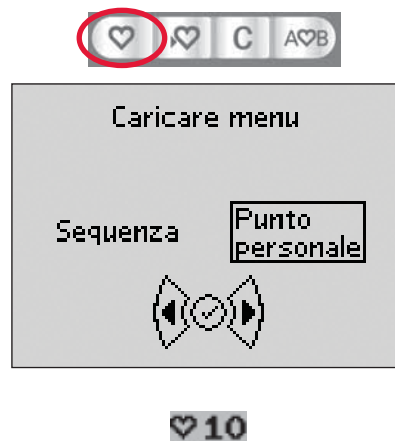 ♡ ♡ C A♡B
Caricare menu
Sequenza
Punto
personale
♡10